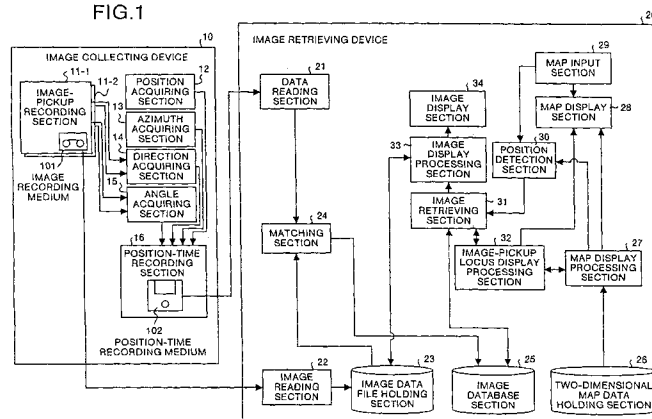 FIG.1
10
20
IMAGE COLLECTING DEVICE
IMAGE RETRIEVING DEVICE
11-1
11-2
12
IMAGE-
PICKUP
RECORDING
SECTION
101
IMAGE
RECORDING
MEDIUM
POSITION
ACQUIRING
SECTION
13
AZIMUTH
ACQUIRING
SECTION
14
DIRECTION
ACQUIRING
SECTION
15
ANGLE
ACQUIRING
SECTION
16
POSITION-TIME
RECORDING
SECTION
102
POSITION-TIME
RECORDING MEDIUM
21
DATA
READING
SECTION
24
MATCHING
SECTION
22
IMAGE
READING
SECTION
23
IMAGE DATA
FILE HOLDING
SECTION
25
IMAGE
DATABASE
SECTION
26
TWO-DIMENSIONAL
MAP DATA
HOLDING SECTION
34
IMAGE DISPLAY
SECTION
33
IMAGE DISPLAY
PROCESSING
SECTION
31
IMAGE
RETRIEVING
SECTION
32
IMAGE-PICKUP
LOCUS DISPLAY
PROCESSING
SECTION
29
MAP INPUT
SECTION
28
MAP DISPLAY
SECTION
30
POSITION
DETECTION
SECTION
27
MAP DISPLAY
PROCESSING
SECTION